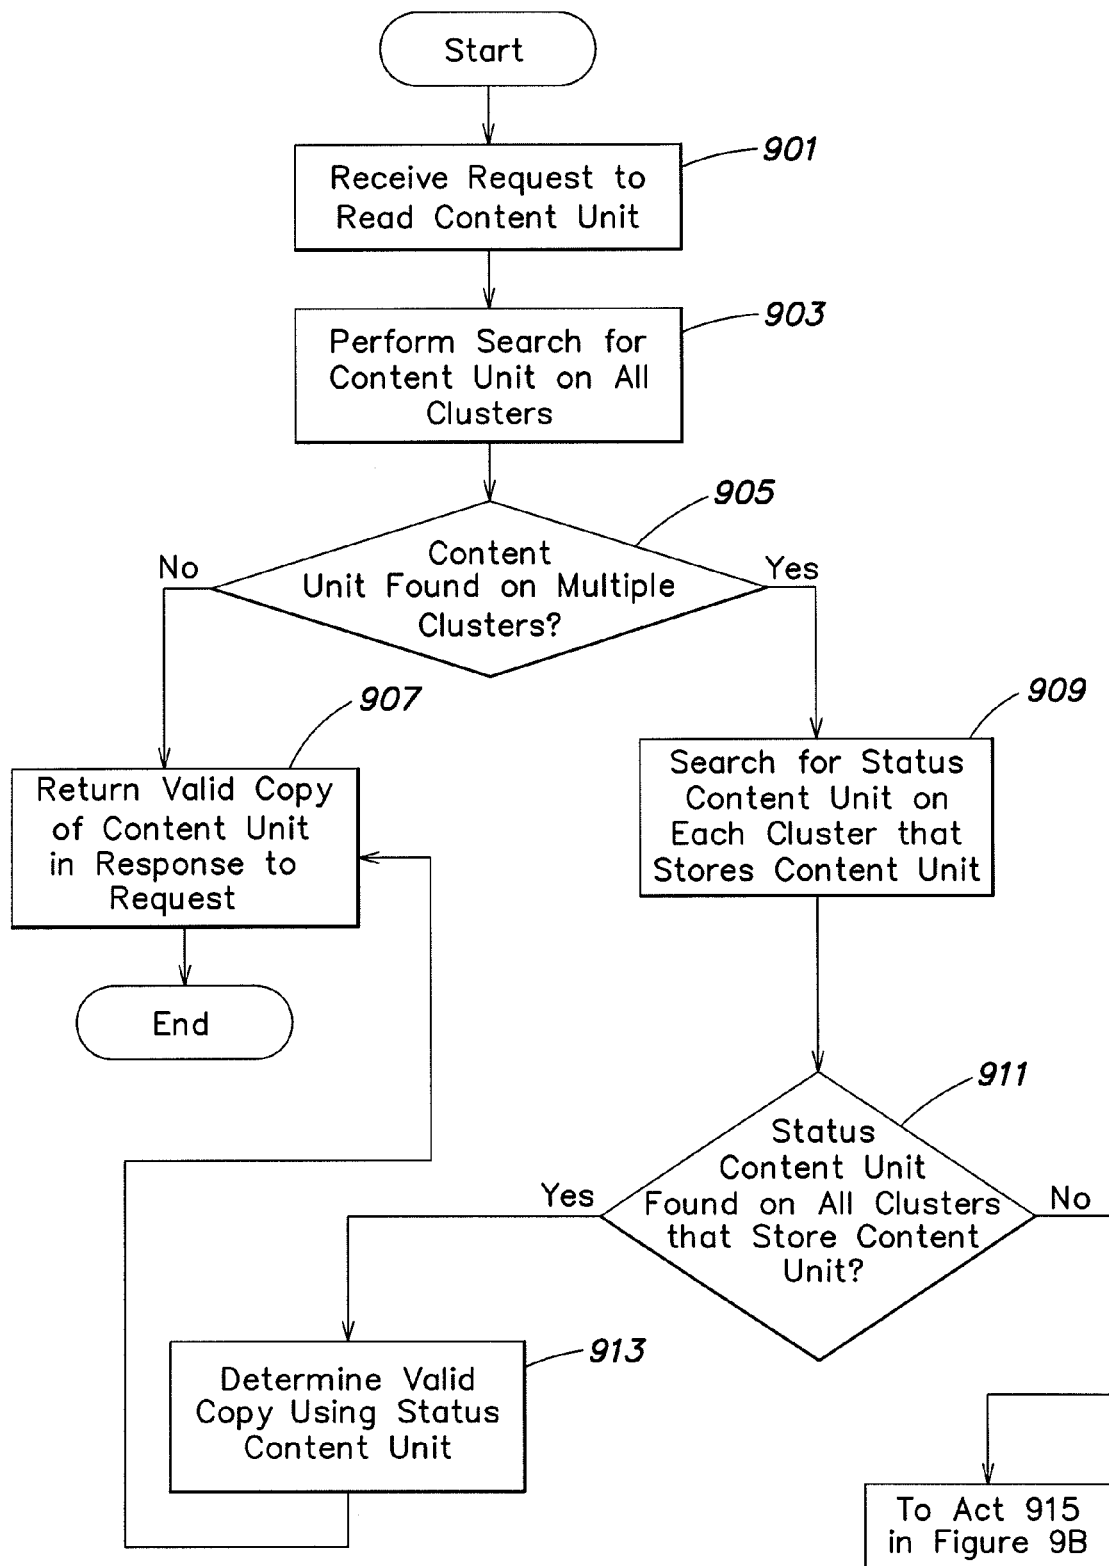 Start
901
Receive Request to
Read Content Unit
903
Perform Search for
Content Unit on All
Clusters
905
Content
Unit Found on Multiple
Clusters?
No
Yes
907
Return Valid Copy
of Content Unit
in Response to
Request
End
909
Search for Status
Content Unit on
Each Cluster that
Stores Content Unit
911
Status
Content Unit
Found on All Clusters
that Store Content
Unit?
Yes
No
913
Determine Valid
Copy Using Status
Content Unit
To Act 915
in Figure 9B